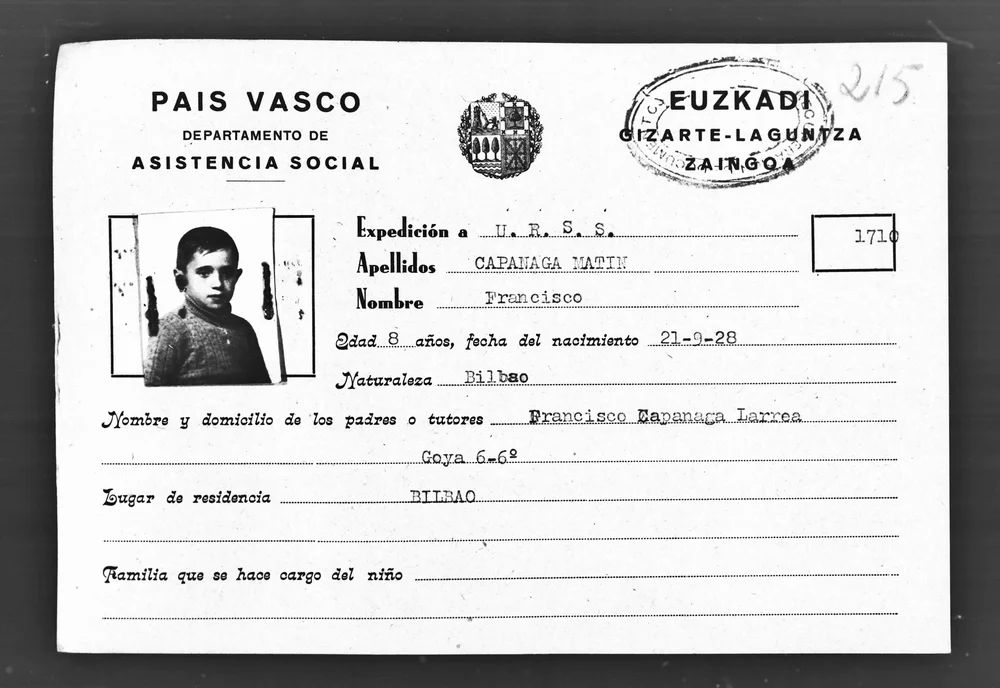 PAIS VASCO
DEPARTAMENTO DE
ASISTENCIA SOCIAL
EUZKADI
GIZARTE-LAGUNTZA
ZAINGOA
215
Expedición a U. R. S. S.
1710
Apellidos CAPANAGA MATIN
Nombre Francisco
Edad 8 años, fecha del nacimiento 21-9-28
Naturaleza Bilbao
Nombre y domicilio de los padres o tutores Francisco Capanaga Larrea
Goya 6-6º
Lugar de residencia BILBAO
Familia que se hace cargo del niño